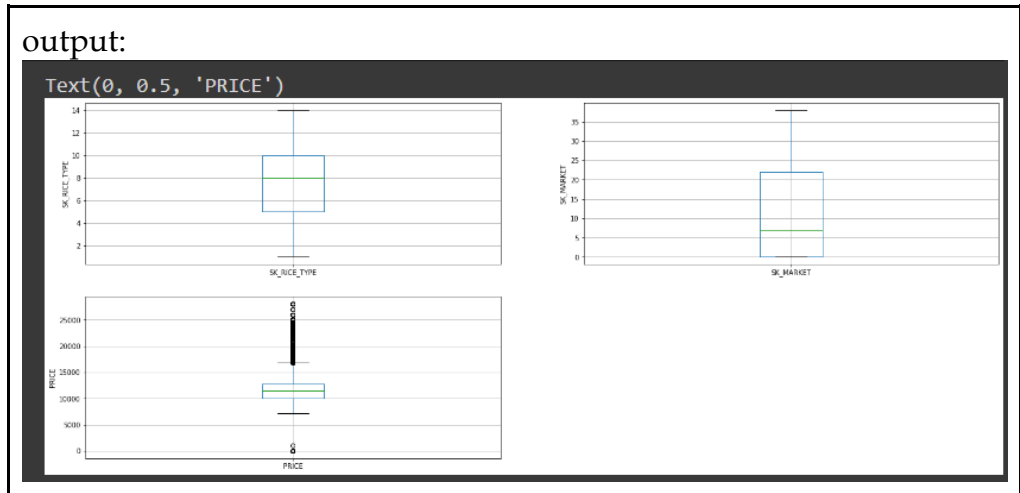 output:
Text(0, 0.5, 'PRICE')
14
12
10
8
6
4
2
SK_RICE_TYPE
SK_RICE_TYPE
35
30
25
20
15
10
5
0
SK_MARKET
SK_MARKET
25000
20000
15000
10000
5000
0
PRICE
PRICE